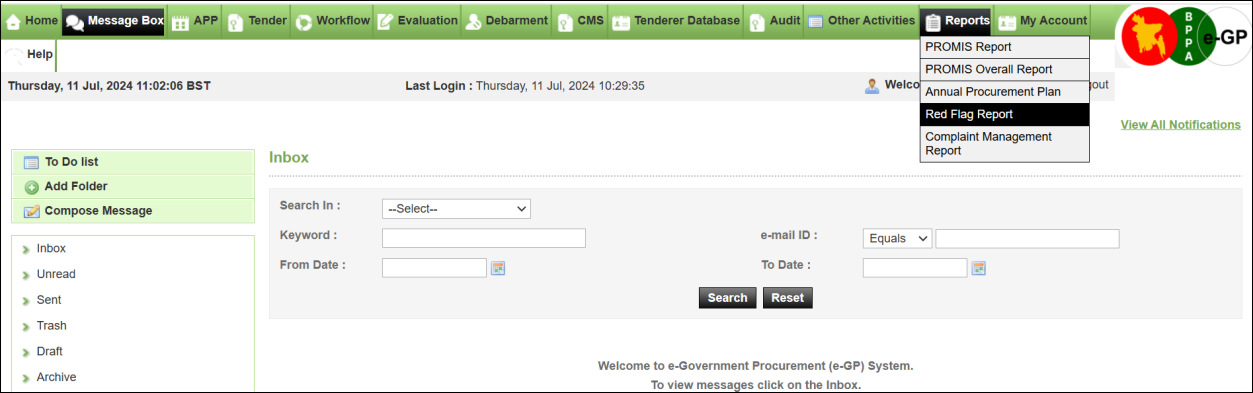 Home Message Box APP Tender Workflow Evaluation Debarment CMS Tenderer Database Audit Other Activities Reports My Account
Help
PROMIS Report
PROMIS Overall Report
Annual Procurement Plan
Red Flag Report
Complaint Management
Report
B
P
P
A
e-GP
Thursday, 11 Jul, 2024 11:02:06 BST
Last Login : Thursday, 11 Jul, 2024 10:29:35
Welco
gout
View All Notifications
To Do list
Add Folder
Compose Message
Inbox
Unread
Sent
Trash
Draft
Archive
Inbox
Search In : --Select--
Keyword : e-mail ID : Equals
From Date : To Date :
Search Reset
Welcome to e-Government Procurement (e-GP) System.
To view messages click on the Inbox.